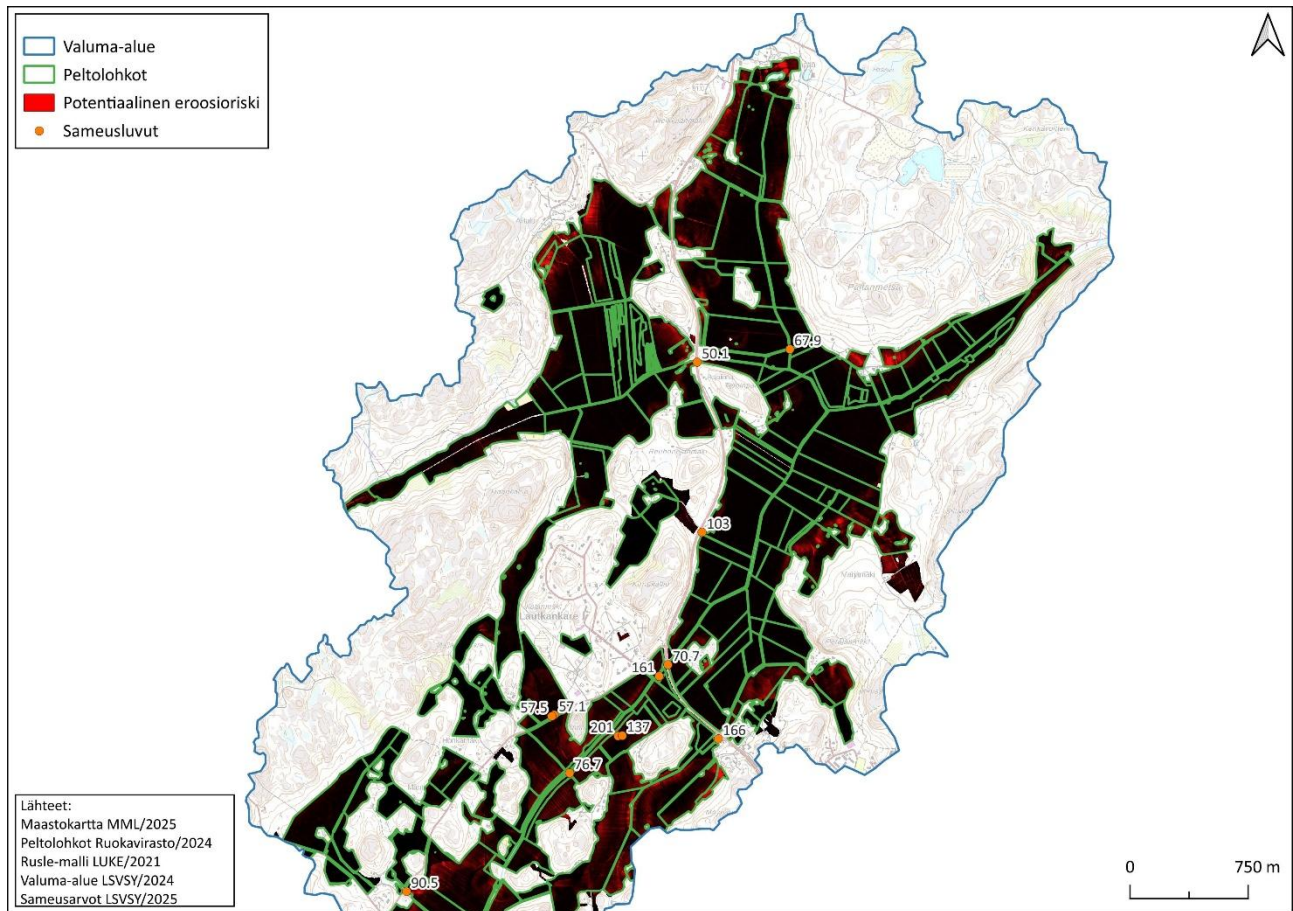 Valuma-alue
Peltolohkot
Potentiaalinen eroosioriski
Sameusluvut
67.9
50.1
103
70.7
161
57.5
57.1
201
137
166
76.7
90.5
Lautkankare
Lähteet:
Maastokartta MML/2025
Peltolohkot Ruokavirasto/2024
Rusle-malli LUKE/2021
Valuma-alue LSVSY/2024
Sameusarvot LSVSY/2025
0
750 m